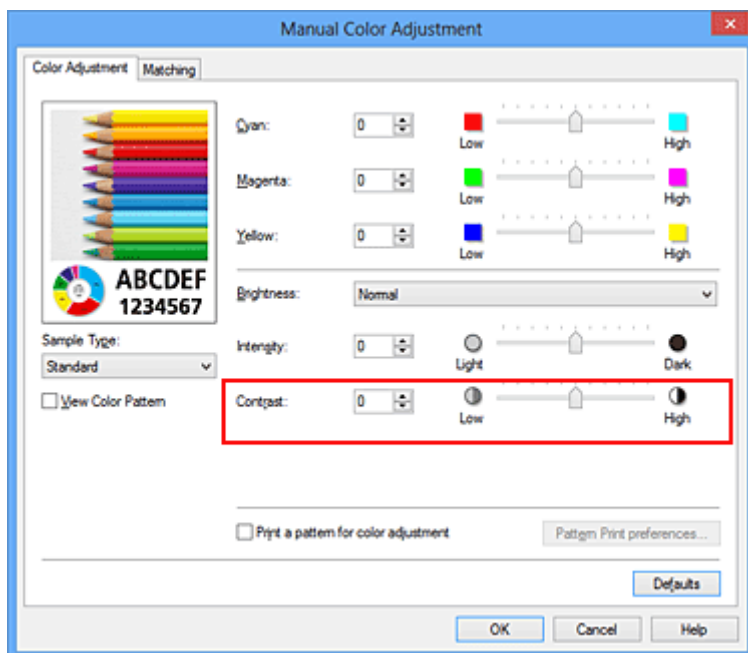 Manual Color Adjustment
Color Adjustment Matching
ABCDEF
1234567
Sample Type:
Standard
View Color Pattern
Cyan: 0 Low High
Magenta: 0 Low High
Yellow: 0 Low High
Brightness: Normal
Intensity: 0 Light Dark
Contrast: 0 Low High
Print a pattern for color adjustment Pattern Print preferences...
Defaults
OK Cancel Help